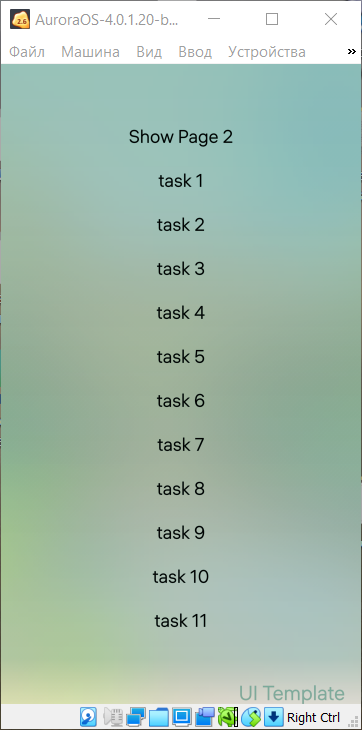 AuroraOS-4.0.1.20-b...
Файл Машина Вид Ввод Устройства »
Show Page 2
task 1
task 2
task 3
task 4
task 5
task 6
task 7
task 8
task 9
task 10
task 11
UI Template
Right Ctrl